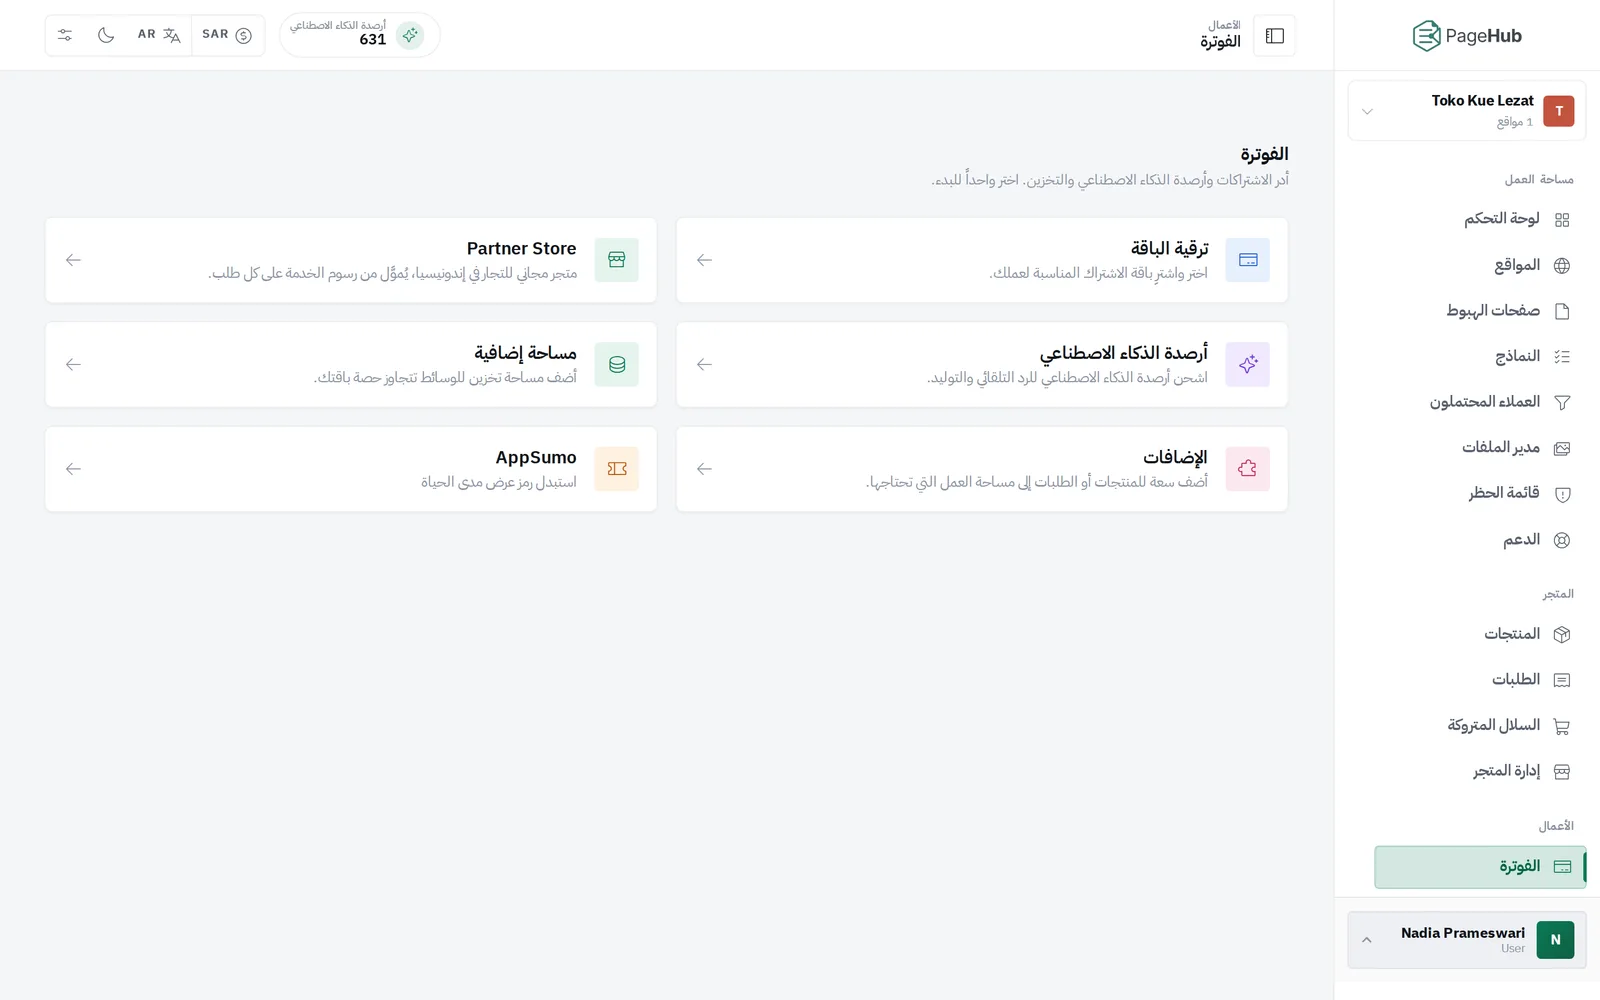 PageHub
Toko Kue Lezat
T
1 مواقع
مساحة العمل
لوحة التحكم
المواقع
صفحات الهبوط
النماذج
العملاء المحتملون
مدير الملفات
قائمة الحظر
الدعم
المتجر
المنتجات
الطلبات
السلال المتروكة
إدارة المتجر
الأعمال
الفوترة
Nadia Prameswari
User
N
الأعمال
الفوترة
أرصدة الذكاء الاصطناعي
631
SAR
AR
الفوترة
أدر الاشتراكات وأرصدة الذكاء الاصطناعي والتخزين. اختر واحداً للبدء.
ترقية الباقة
اختر واشترِ باقة الاشتراك المناسبة لعملك.
Partner Store
متجر مجاني للتجار في إندونيسيا، يُموَّل من رسوم الخدمة على كل طلب.
أرصدة الذكاء الاصطناعي
اشحن أرصدة الذكاء الاصطناعي للرد التلقائي والتوليد.
مساحة إضافية
أضف مساحة تخزين للوسائط تتجاوز حصة باقتك.
الإضافات
أضف سعة للمنتجات أو الطلبات إلى مساحة العمل التي تحتاجها.
AppSumo
استبدل رمز عرض مدى الحياة